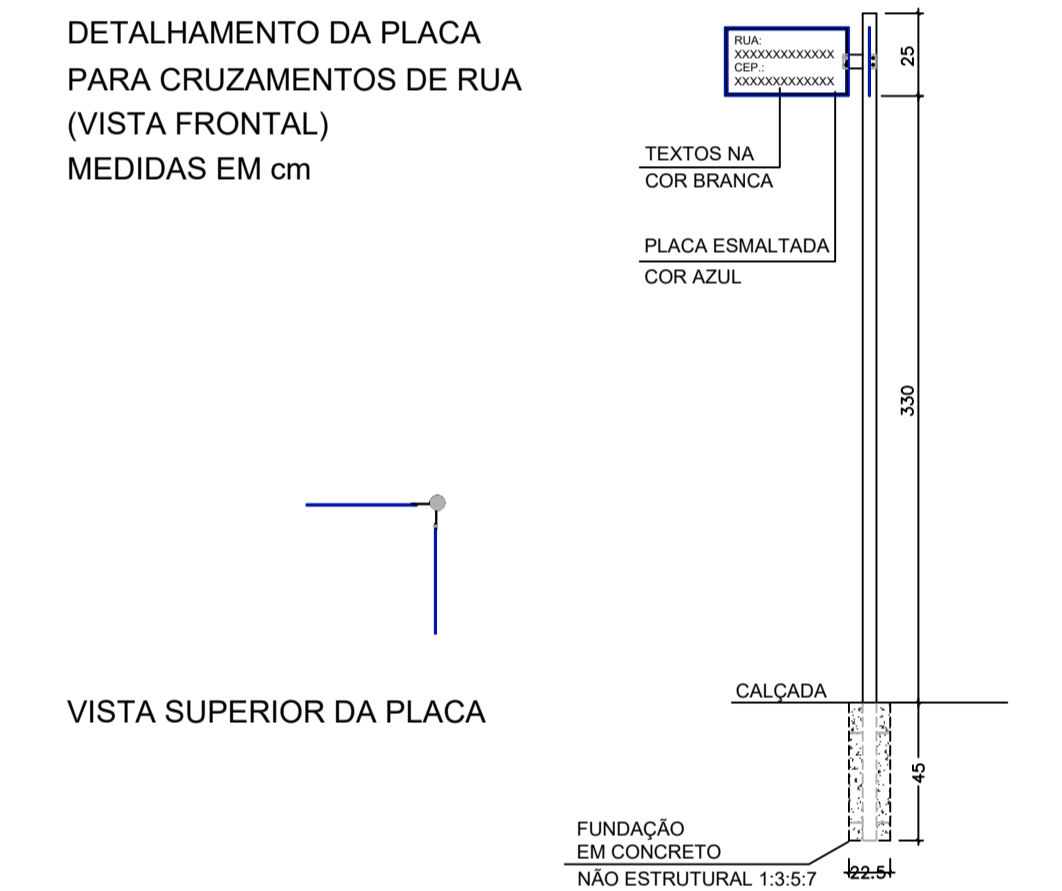 DETALHAMENTO DA PLACA
PARA CRUZAMENTOS DE RUA
(VISTA FRONTAL)
MEDIDAS EM cm
RUA:
XXXXXXXXXXXXX
CEP.:
XXXXXXXXXXXXX
25
TEXTOS NA
COR BRANCA
PLACA ESMALTADA
COR AZUL
330
VISTA SUPERIOR DA PLACA
CALÇADA
45
FUNDAÇÃO
EM CONCRETO
NÃO ESTRUTURAL 1:3:5:7
22.5